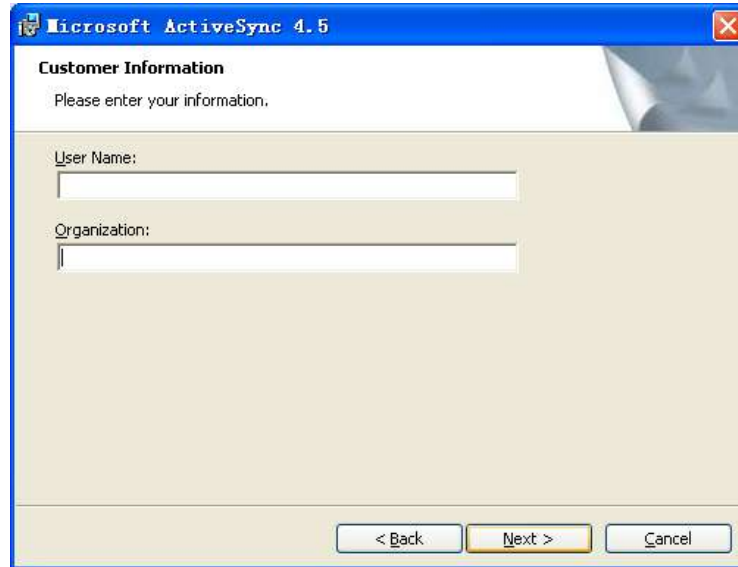 Microsoft ActiveSync 4.5
Customer Information
Please enter your information.
User Name:
Organization:
< Back
Next >
Cancel